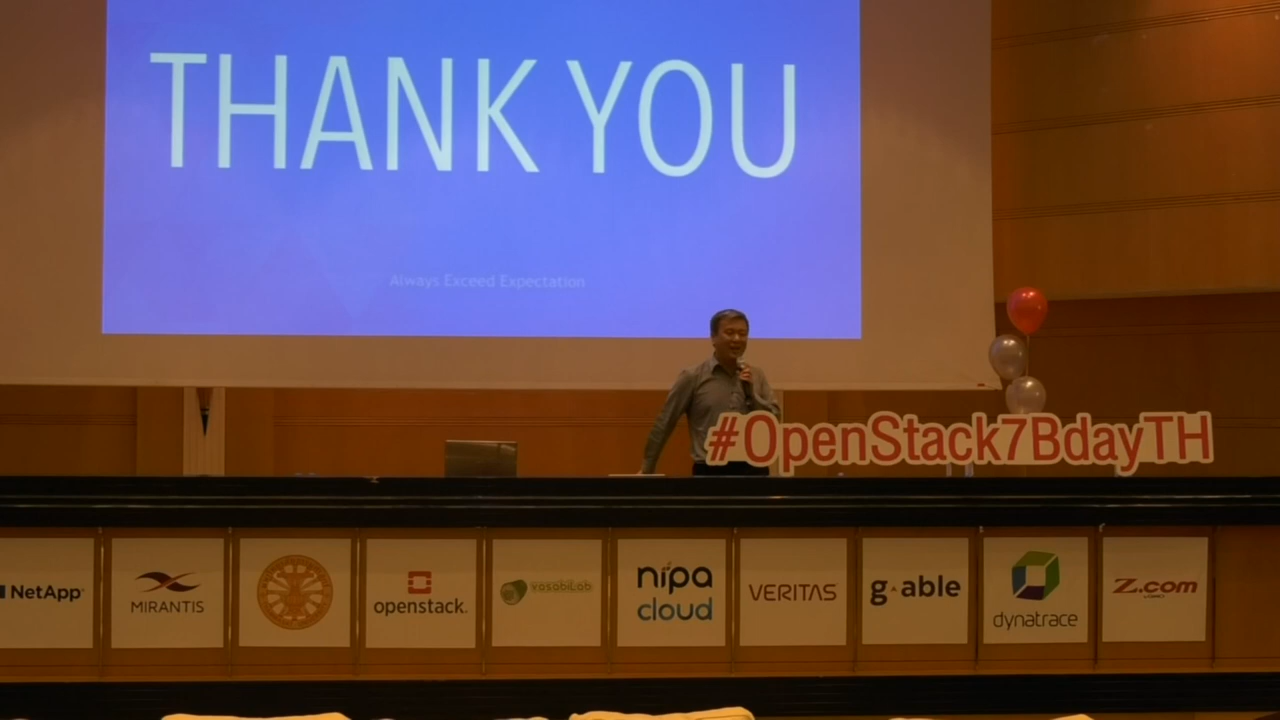 THANK YOU
Always Exceed Expectation
#OpenStack7BdayTH
NetApp
MIRANTIS
openstack.
vasabilab
nipa
cloud
VERITAS
g^able
dynatrace
Z.com